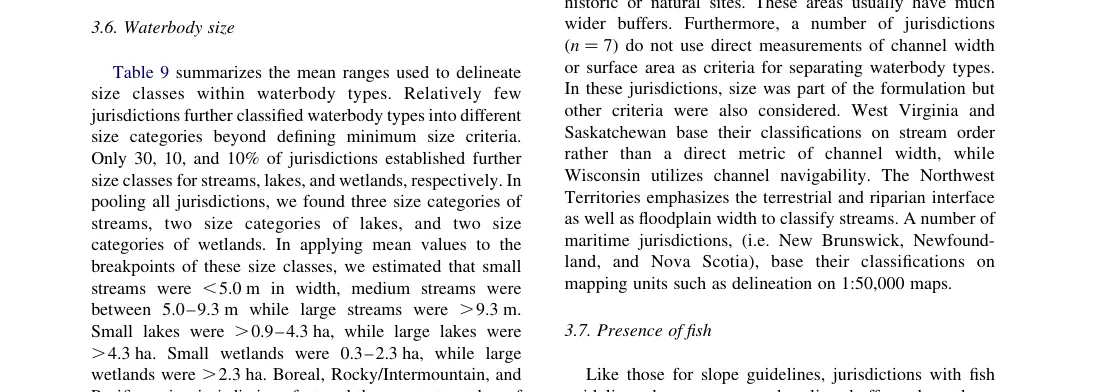 3.6. Waterbody size
Table 9 summarizes the mean ranges used to delineate
size classes within waterbody types. Relatively few
jurisdictions further classified waterbody types into different
size categories beyond defining minimum size criteria.
Only 30, 10, and 10% of jurisdictions established further
size classes for streams, lakes, and wetlands, respectively. In
pooling all jurisdictions, we found three size categories of
streams, two size categories of lakes, and two size
categories of wetlands. In applying mean values to the
breakpoints of these size classes, we estimated that small
streams were <5.0 m in width, medium streams were
between 5.0–9.3 m while large streams were >9.3 m.
Small lakes were >0.9–4.3 ha, while large lakes were
>4.3 ha. Small wetlands were 0.3–2.3 ha, while large
wetlands were >2.3 ha. Boreal, Rocky/Intermountain, and
historic or natural sites. These areas usually have much
wider buffers. Furthermore, a number of jurisdictions
(n = 7) do not use direct measurements of channel width
or surface area as criteria for separating waterbody types.
In these jurisdictions, size was part of the formulation but
other criteria were also considered. West Virginia and
Saskatchewan base their classifications on stream order
rather than a direct metric of channel width, while
Wisconsin utilizes channel navigability. The Northwest
Territories emphasizes the terrestrial and riparian interface
as well as floodplain width to classify streams. A number of
maritime jurisdictions, (i.e. New Brunswick, Newfound-
land, and Nova Scotia), base their classifications on
mapping units such as delineation on 1:50,000 maps.
3.7. Presence of fish
Like those for slope guidelines, jurisdictions with fish